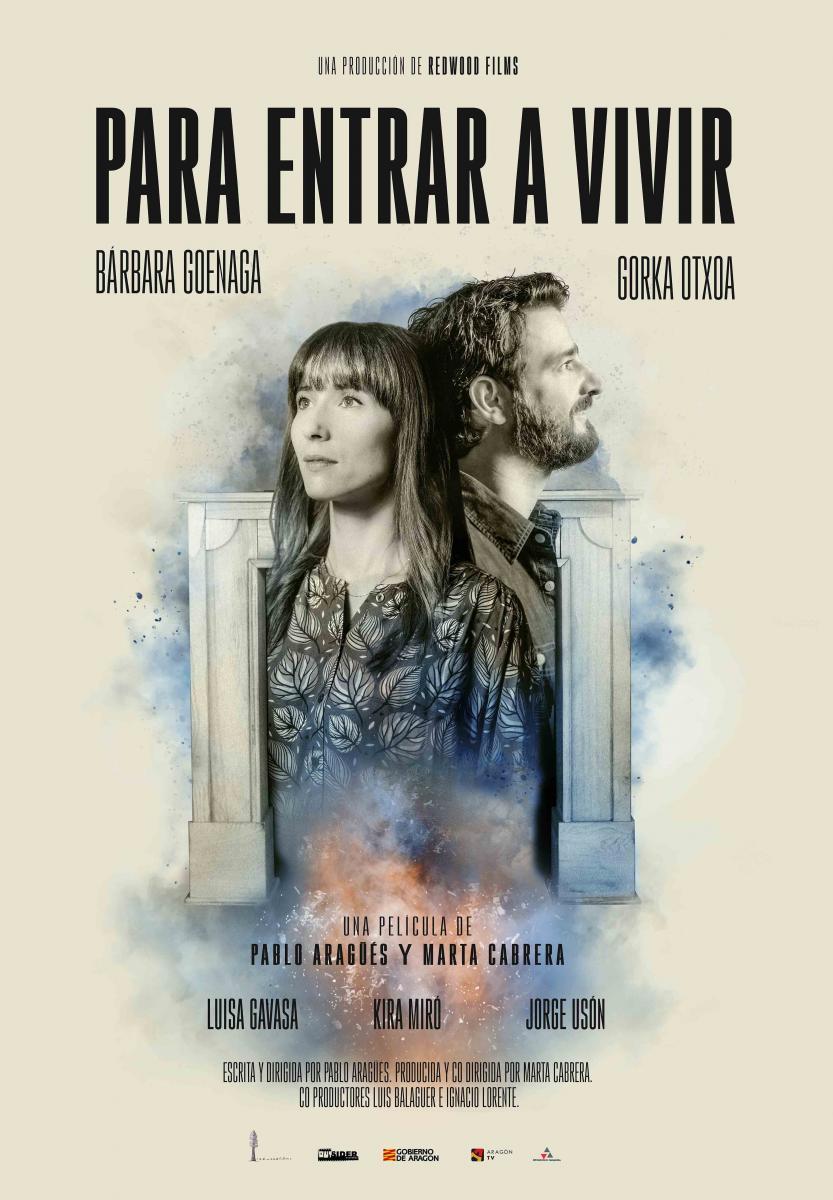 UNA PRODUCCIÓN DE REDWOOD FILMS
PARA ENTRAR A VIVIR
BÁRBARA GOENAGA
GORKA OTXOA
UNA PELÍCULA DE
PABLO ARAGÜÉS Y MARTA CABRERA
LUISA GAVASA
KIRA MIRÓ
JORGE USÓN
ESCRITA Y DIRIGIDA POR PABLO ARAGÜES. PRODUCIDA Y CO DIRIGIDA POR MARTA CABRERA.
CO PRODUCTORES LUIS BALAGUER E IGNACIO LORENTE.
GOBIERNO
DE ARAGON
ARAGÓN
TV